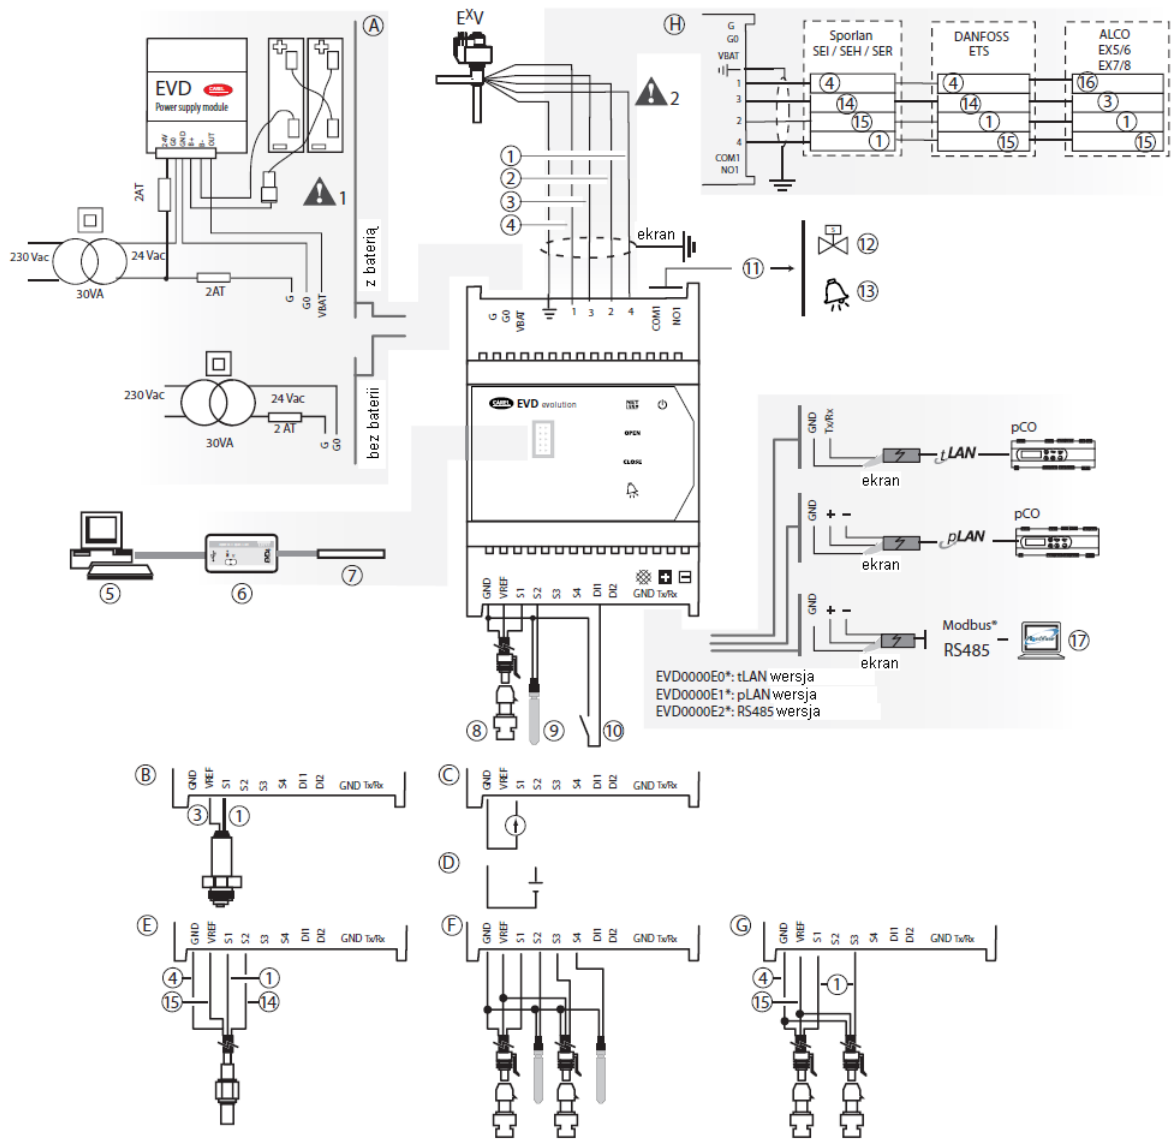 A
EVD CAREL
Power supply module
24V
G0
GND
B+
B-
OUT
2AT
1
230 Vac
24 Vac
30VA
2AT
G
G0
VBAT
z baterią
230 Vac
24 Vac
30VA
2 AT
G
G0
bez baterii
EXV
2
1
2
3
4
ekran
H
G
G0
VBAT
1
3
2
4
COM1
NO1
Sporlan
SEI / SEH / SER
4
14
15
1
DANFOSS
ETS
4
14
1
15
ALCO
EX5/6
EX7/8
16
3
1
15
11
S
12
13
G
G0
VBAT
1
3
2
4
COM1
NO1
CAREL EVD evolution
NET
OPEN
CLOSE
5
6
7
GND
VREF
S1
S2
S3
S4
DI1
DI2
GND Tx/Rx
8
9
10
GND
Tx/Rx
ekran
tLAN
pCO
GND
+ −
ekran
pLAN
pCO
GND
+ −
ekran
Modbus®
RS485
17
EVD0000E0*: tLAN wersja
EVD0000E1*: pLAN wersja
EVD0000E2*: RS485 wersja
B
GND
VREF
S1
S2
S3
S4
DI1
DI2
GND Tx/Rx
3
1
C
GND
VREF
S1
S2
S3
S4
DI1
DI2
GND Tx/Rx
D
E
GND
VREF
S1
S2
S3
S4
DI1
DI2
GND Tx/Rx
4
1
15
14
F
GND
VREF
S1
S2
S3
S4
DI1
DI2
GND Tx/Rx
G
GND
VREF
S1
S2
S3
S4
DI1
DI2
GND Tx/Rx
4
1
15